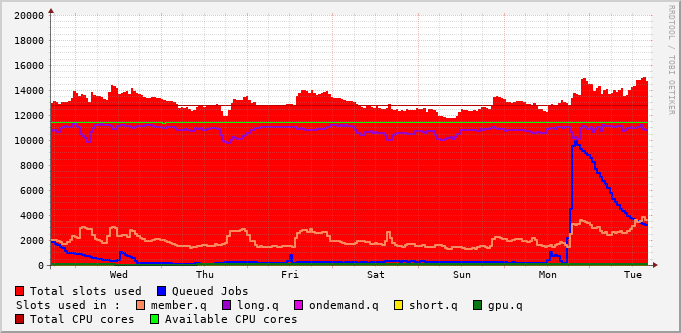 RRDTOOL / TOBI OETIKER
20000
18000
16000
14000
12000
10000
8000
6000
4000
2000
0
Wed Thu Fri Sat Sun Mon Tue
Total slots used Queued Jobs
Slots used in : member.q long.q ondemand.q short.q gpu.q
Total CPU cores Available CPU cores